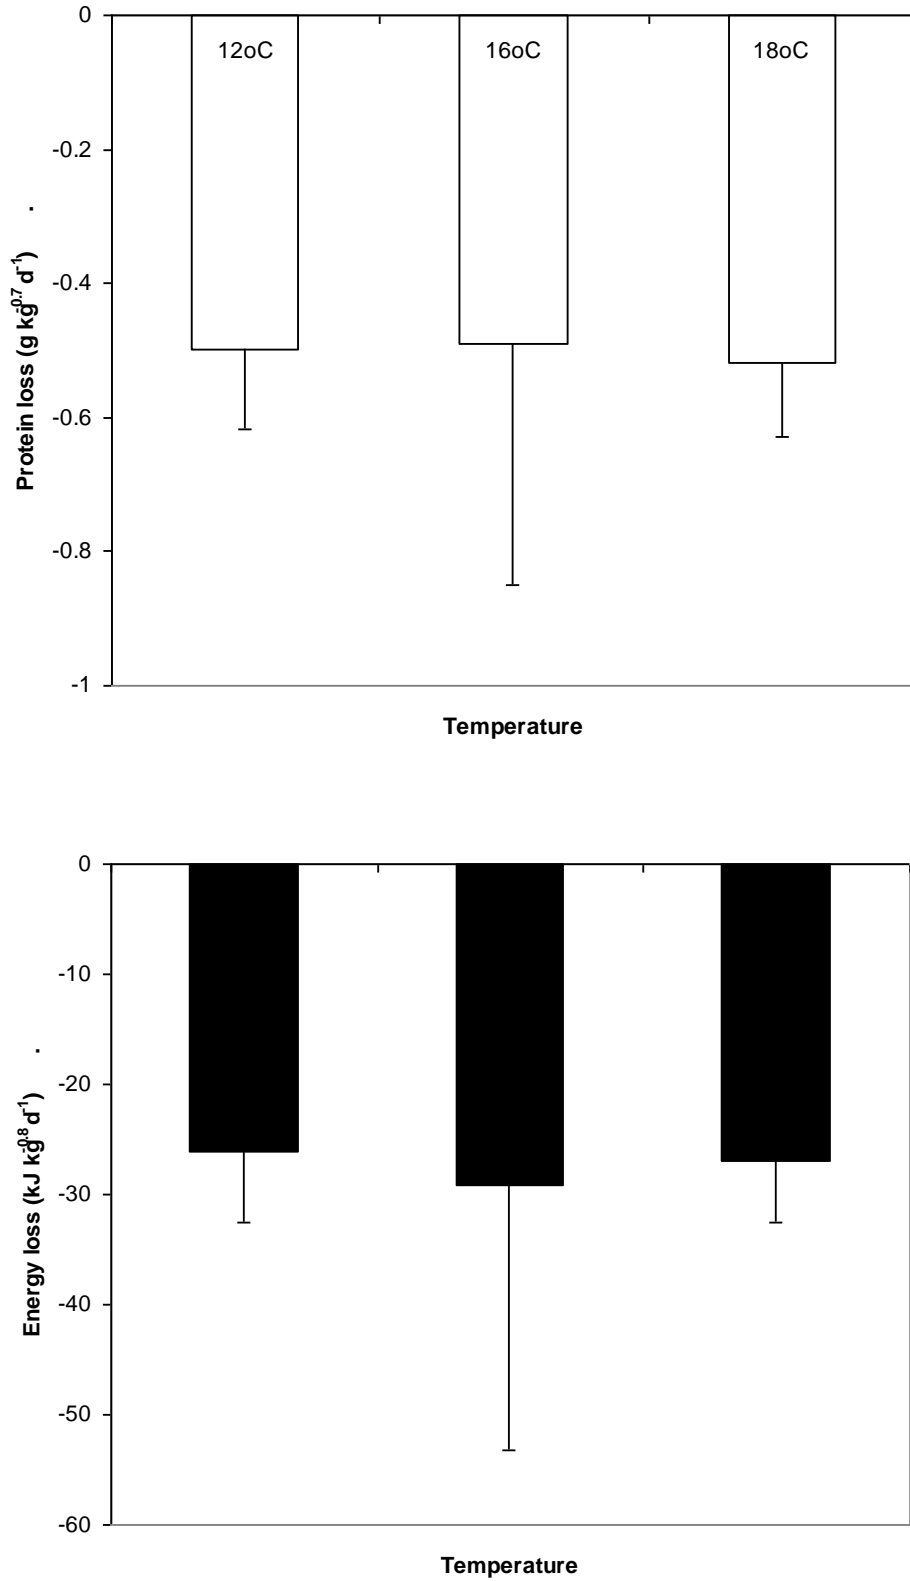 0
12oC
16oC
18oC
-0.2
-0.4
-0.6
-0.8
-1
Protein loss (g kg-0.7 d-1) .
Temperature
0
-10
-20
-30
-40
-50
-60
Energy loss (kJ kg-0.8 d-1) .
Temperature